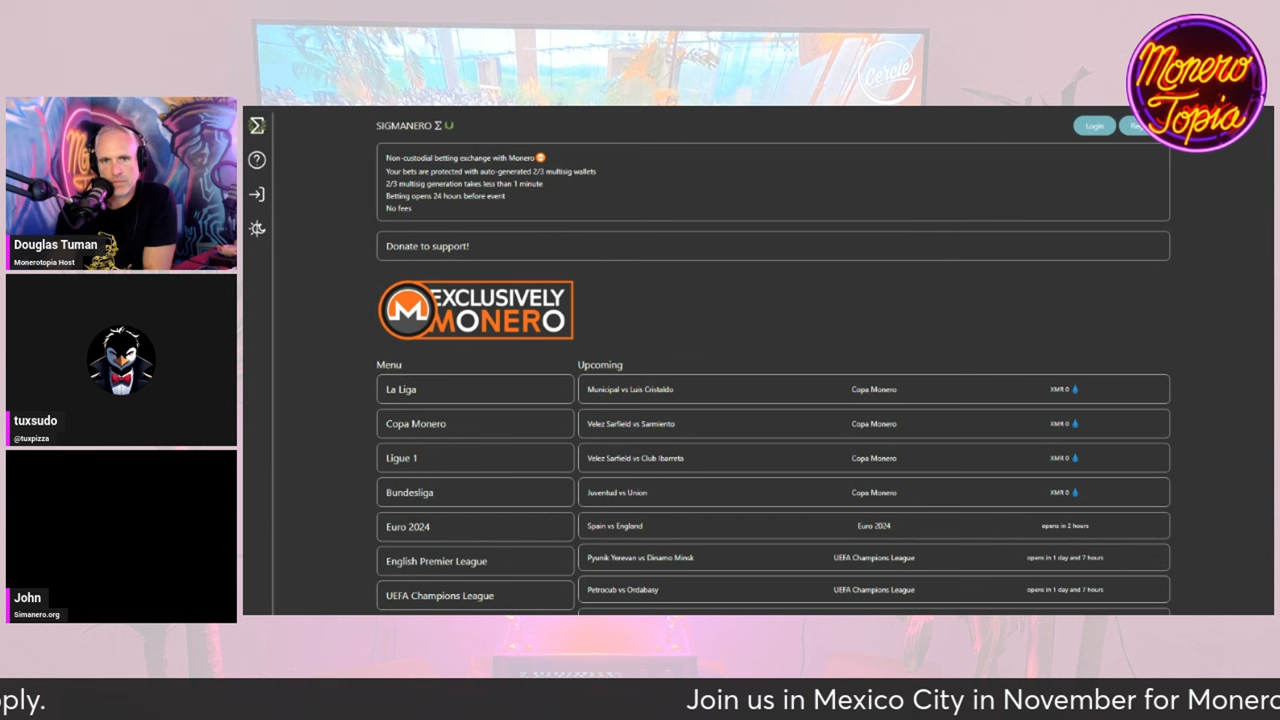 Cercle
Monero
Topia
Douglas Tuman
Monerotopia Host
tuxsudo
@tuxpizza
John
Simanero.org
SIGMANERO Σ
Login
Non-custodial betting exchange with Monero
Your bets are protected with auto-generated 2/3 multisig wallets
2/3 multisig generation takes less than 1 minute
Betting opens 24 hours before event
No fees
Donate to support!
EXCLUSIVELY
MONERO
Menu
Upcoming
La Liga
Municipal vs Luis Cristaldo
Copa Monero
XMR 0
Copa Monero
Velez Sarfield vs Sarmiento
Copa Monero
XMR 0
Ligue 1
Velez Sarfield vs Club Ibarreta
Copa Monero
XMR 0
Bundesliga
Juventud vs Union
Copa Monero
XMR 0
Euro 2024
Spain vs England
Euro 2024
opens in 2 hours
English Premier League
Pyunik Yerevan vs Dinamo Minsk
UEFA Champions League
opens in 1 day and 7 hours
UEFA Champions League
Petrocub vs Ordabasy
UEFA Champions League
opens in 1 day and 7 hours
ply.
Join us in Mexico City in November for Monero